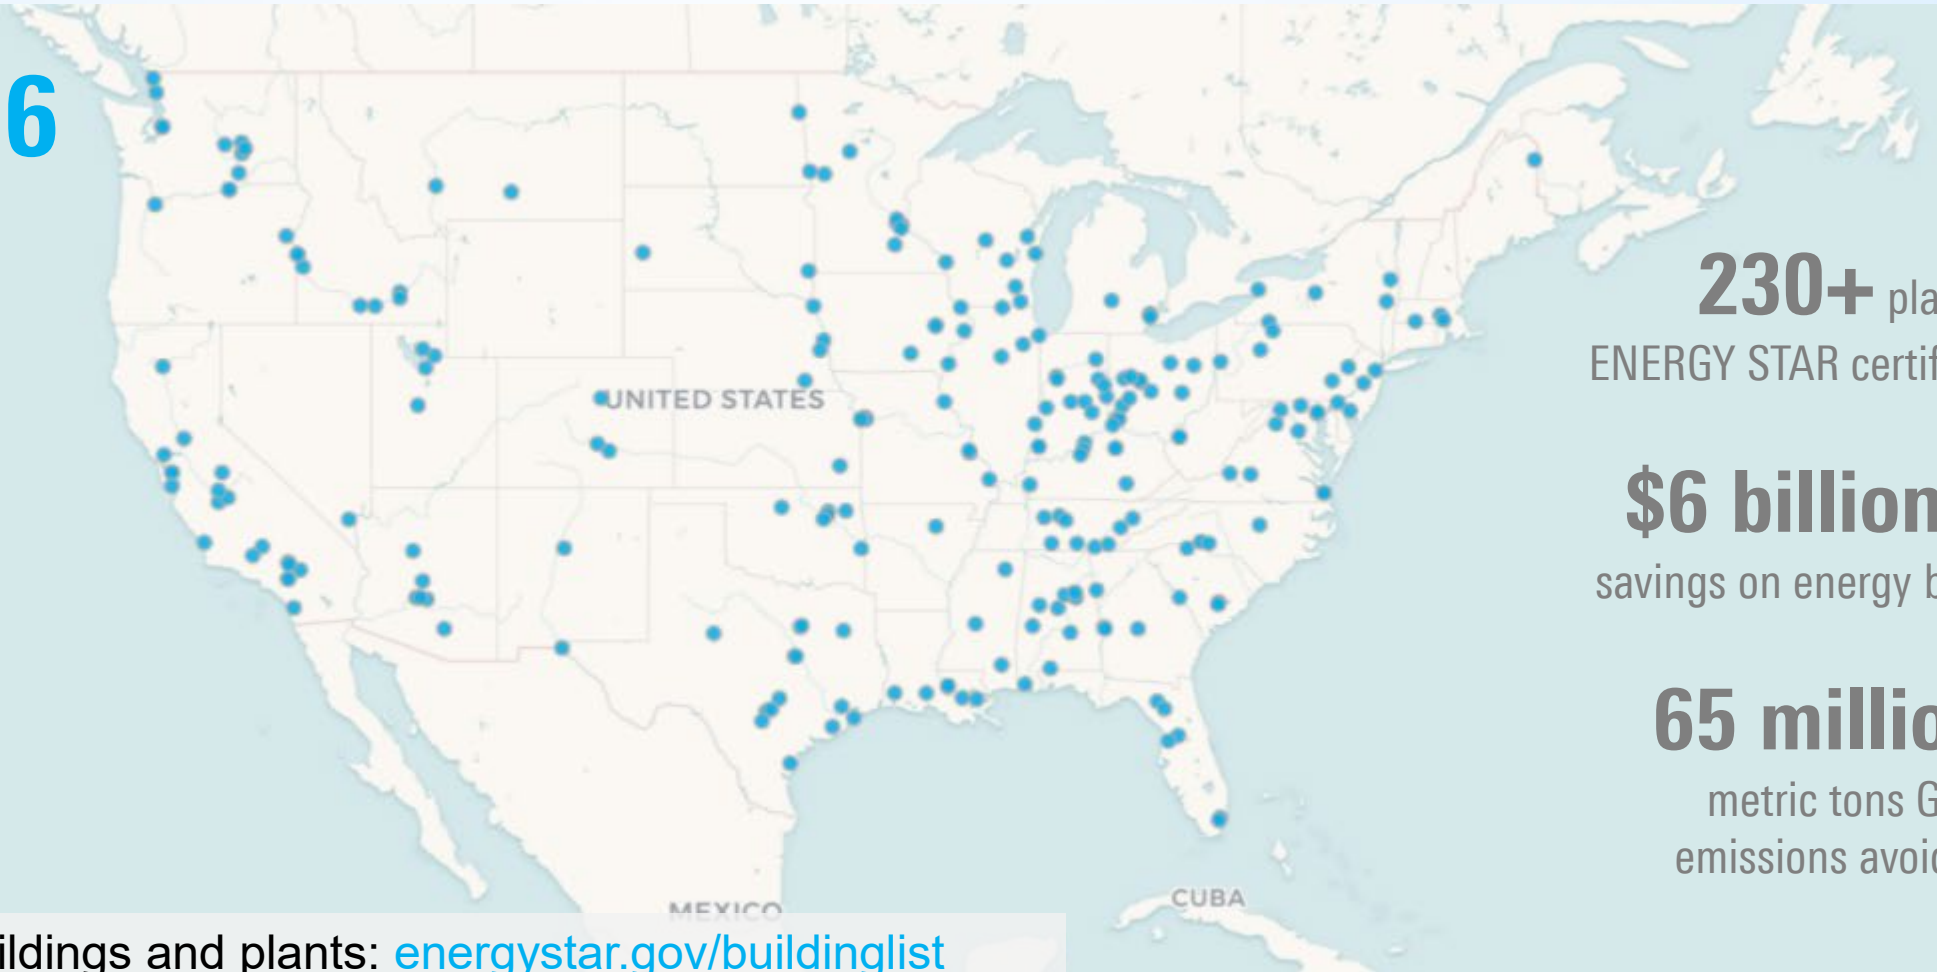 6
230+ pla
ENERGY STAR certif
$6 billion
savings on energy b
65 millio
metric tons G
emissions avoid
UNITED STATES
MEXICO
CUBA
ildings and plants: energystar.gov/buildinglist